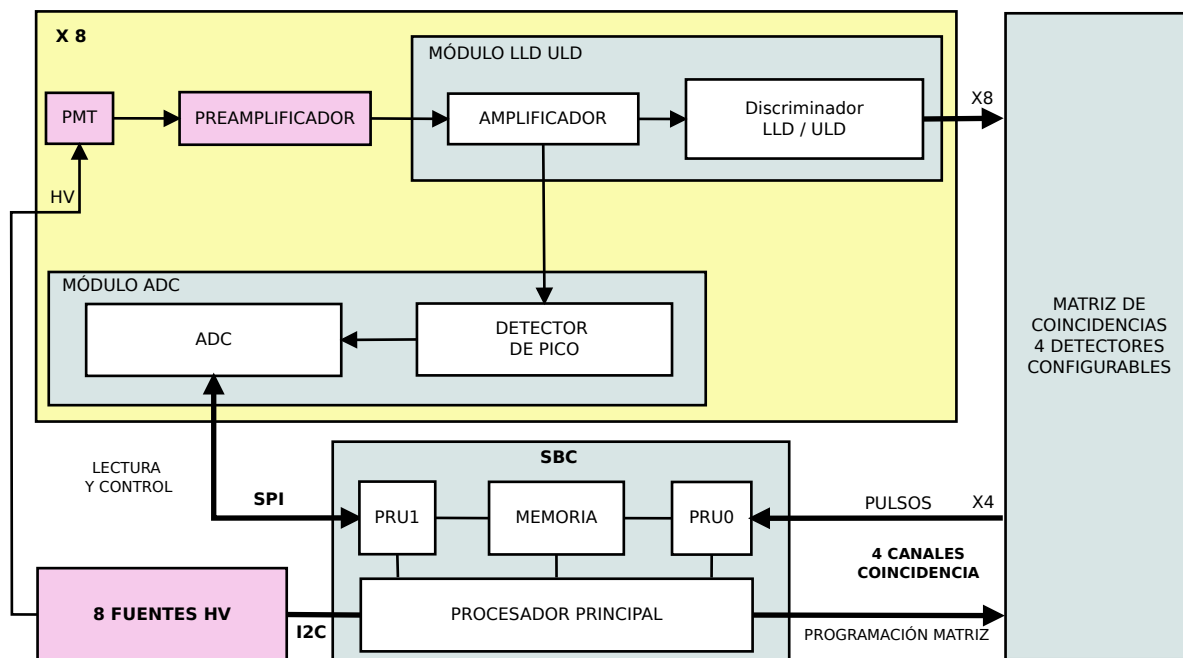 X 8
MÓDULO LLD ULD
PMT
PREAMPLIFICADOR
AMPLIFICADOR
Discriminador
LLD / ULD
X8
HV
MÓDULO ADC
ADC
DETECTOR
DE PICO
MATRIZ DE
COINCIDENCIAS
4 DETECTORES
CONFIGURABLES
LECTURA
Y CONTROL
SPI
SBC
PRU1
MEMORIA
PRU0
PULSOS
X4
4 CANALES
COINCIDENCIA
8 FUENTES HV
I2C
PROCESADOR PRINCIPAL
PROGRAMACIÓN MATRIZ